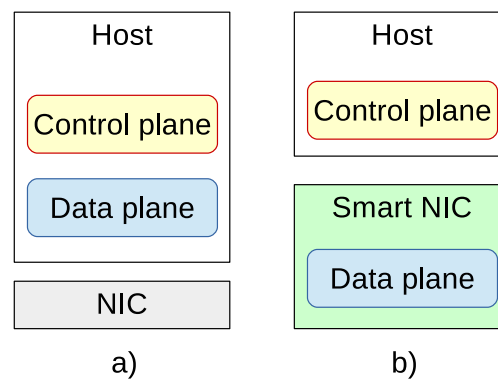 Host
Control plane
Data plane
NIC
a)
Host
Control plane
Smart NIC
Data plane
b)